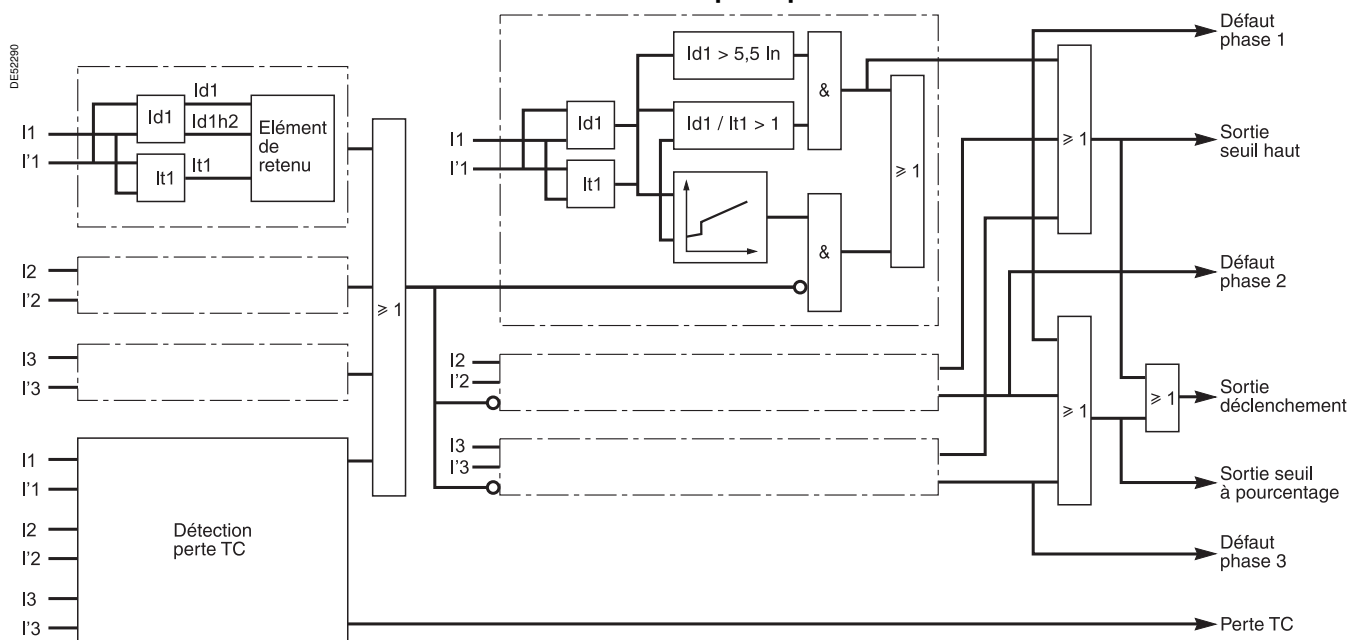 DE52290
Id1
Id1h2
It1
I1
I'1
Id1
It1
Elément
de
retenu
I2
I'2
I3
I'3
I1
I'1
I2
I'2
I3
I'3
Détection
perte TC
≥ 1
I1
I'1
Id1
It1
Id1 > 5,5 In
Id1 / It1 > 1
&
&
≥ 1
I2
I'2
I3
I'3
≥ 1
≥ 1
≥ 1
Défaut
phase 1
Sortie
seuil haut
Défaut
phase 2
Sortie
déclenchement
Sortie seuil
à pourcentage
Défaut
phase 3
Perte TC